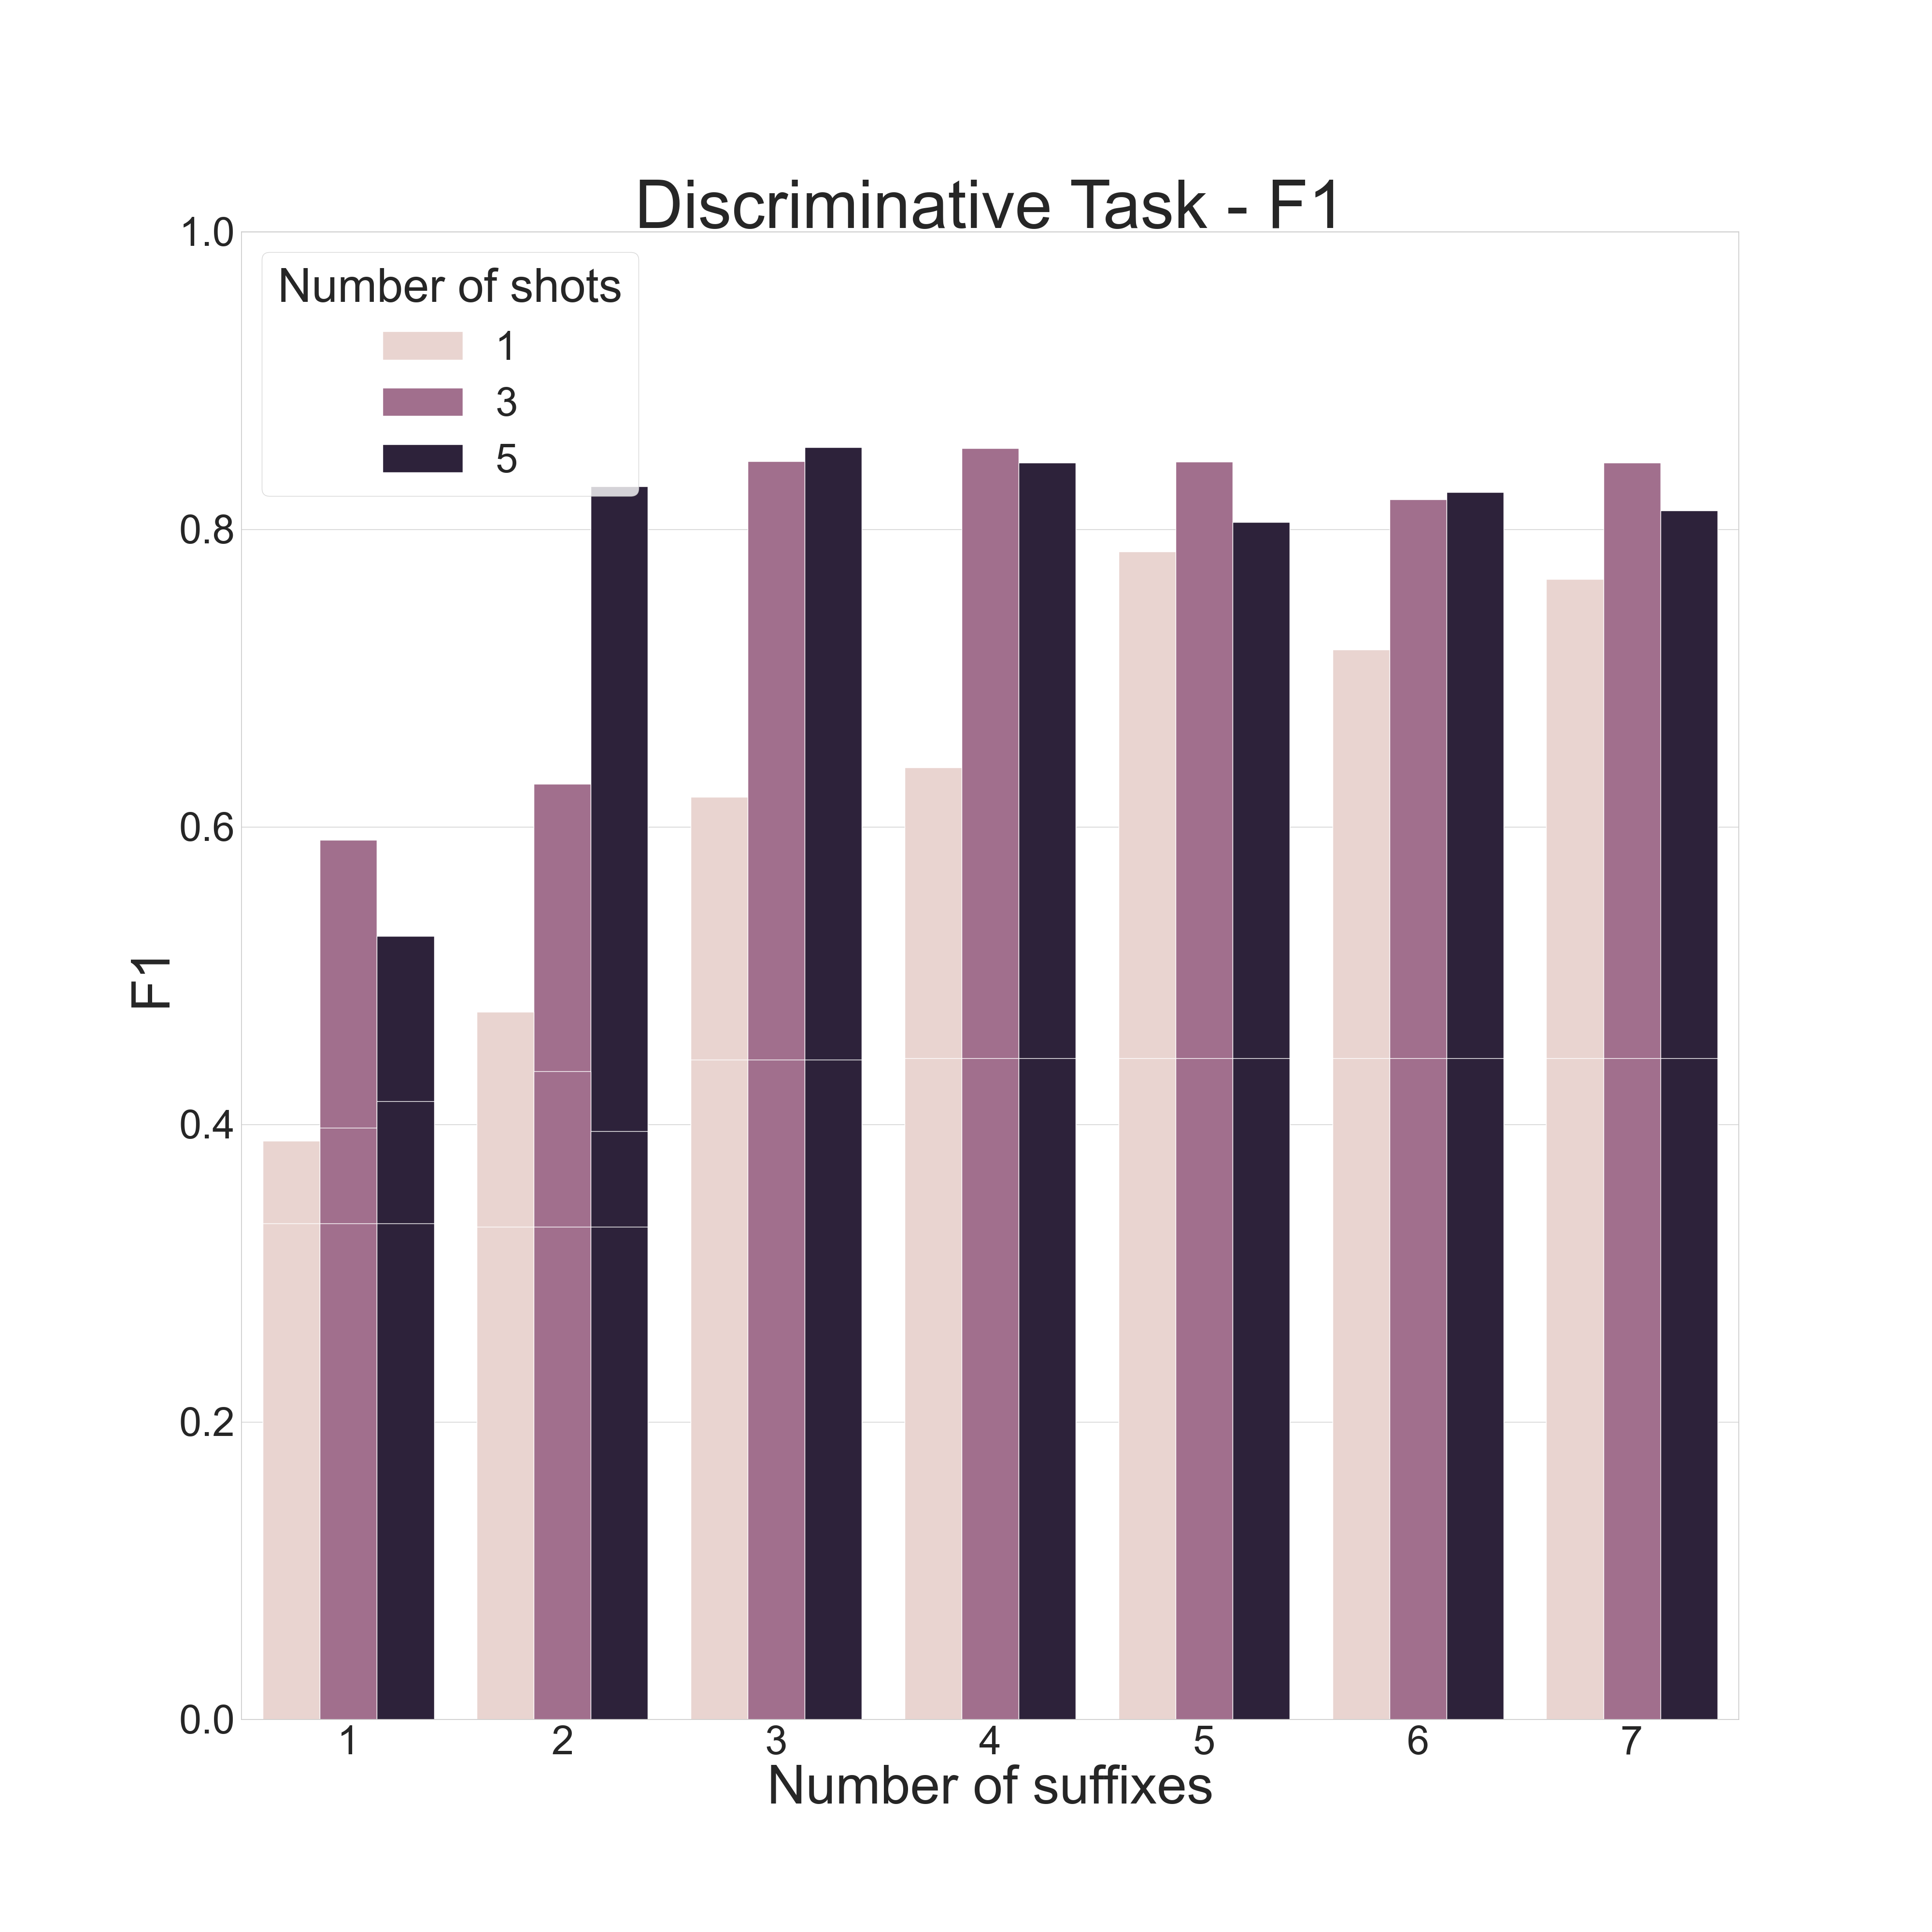 Discriminative Task - F1
Number of shots
1
3
5
1.0
0.8
0.6
0.4
0.2
0.0
F1
1 2 3 4 5 6 7
Number of suffixes